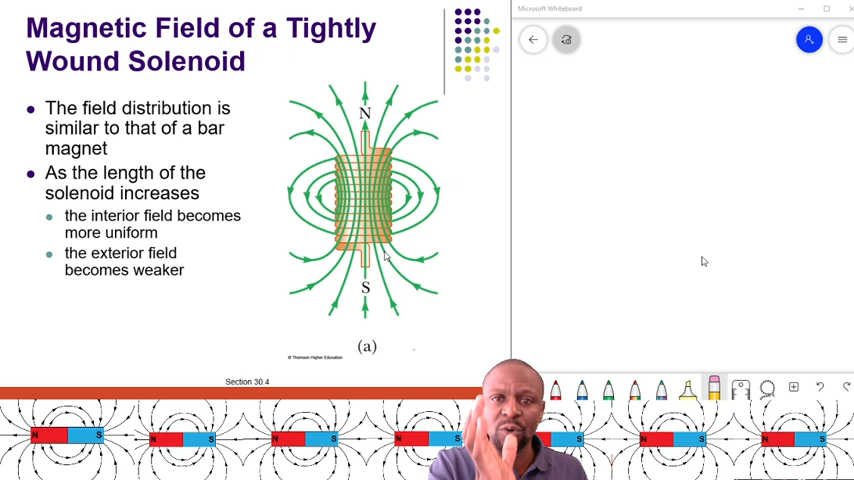 Magnetic Field of a Tightly
Wound Solenoid
The field distribution is
similar to that of a bar
magnet
As the length of the
solenoid increases
the interior field becomes
more uniform
the exterior field
becomes weaker
N
S
(a)
© Thomson Higher Education
Section 30.4
Microsoft Whiteboard
N S
N S
N S
N
S
N S
N S